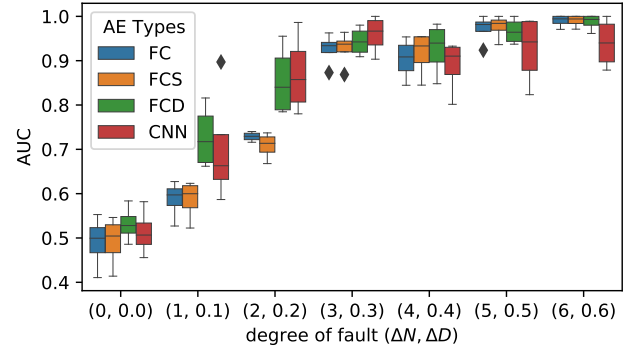 1.0
0.9
0.8
0.7
0.6
0.5
0.4
AUC
AE Types
FC
FCS
FCD
CNN
(0, 0.0) (1, 0.1) (2, 0.2) (3, 0.3) (4, 0.4) (5, 0.5) (6, 0.6)
degree of fault (ΔN, ΔD)